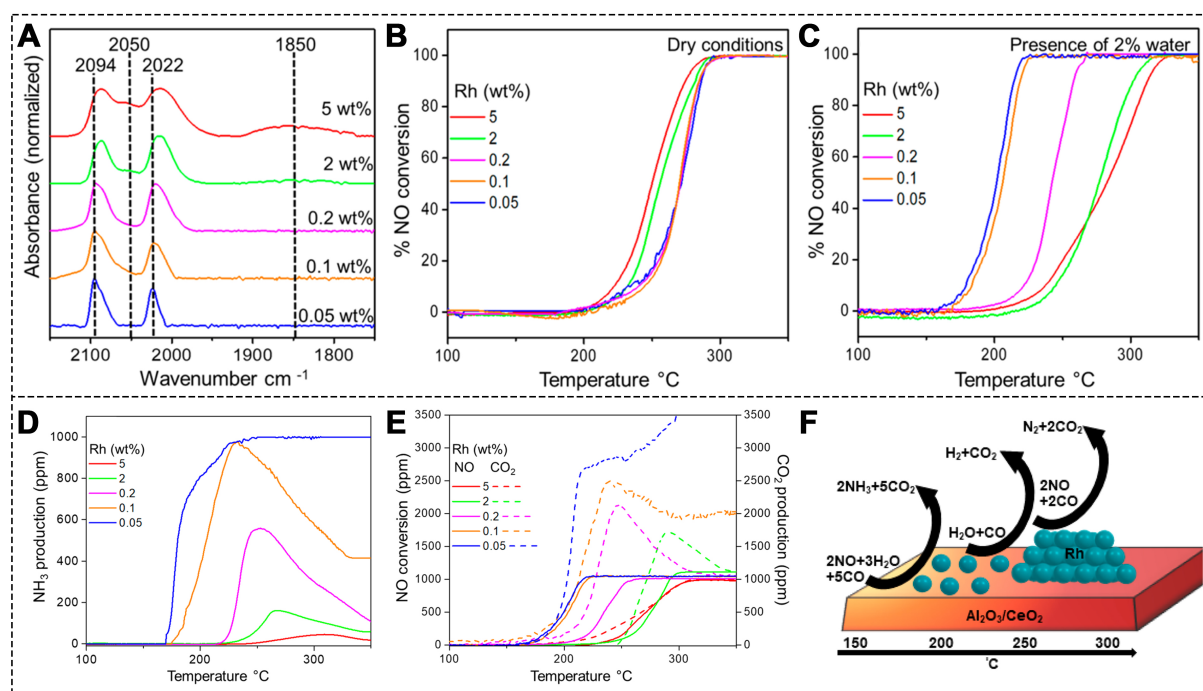 A
2050
1850
2094
2022
5 wt%
2 wt%
0.2 wt%
0.1 wt%
0.05 wt%
Absorbance (normalized)
2100
2000
1900
1800
Wavenumber cm -1
B
Dry conditions
Rh (wt%)
5
2
0.2
0.1
0.05
% NO conversion
100
80
60
40
20
0
100
200
300
Temperature °C
C
Presence of 2% water
Rh (wt%)
5
2
0.2
0.1
0.05
% NO conversion
100
80
60
40
20
0
100
200
300
Temperature °C
D
Rh (wt%)
5
2
0.2
0.1
0.05
NH3 production (ppm)
1000
800
600
400
200
0
100
200
300
Temperature °C
E
Rh (wt%)
NO CO2
5
2
0.2
0.1
0.05
NO conversion (ppm)
3500
3000
2500
2000
1500
1000
500
0
3500
3000
2500
2000
1500
1000
500
0
CO2 production (ppm)
100
200
300
Temperature °C
F
N2+2CO2
H2+CO2
2NH3+5CO2
2NO
+2CO
H2O+CO
2NO+3H2O
+5CO
Rh
Al2O3/CeO2
150
200
250
300
°C